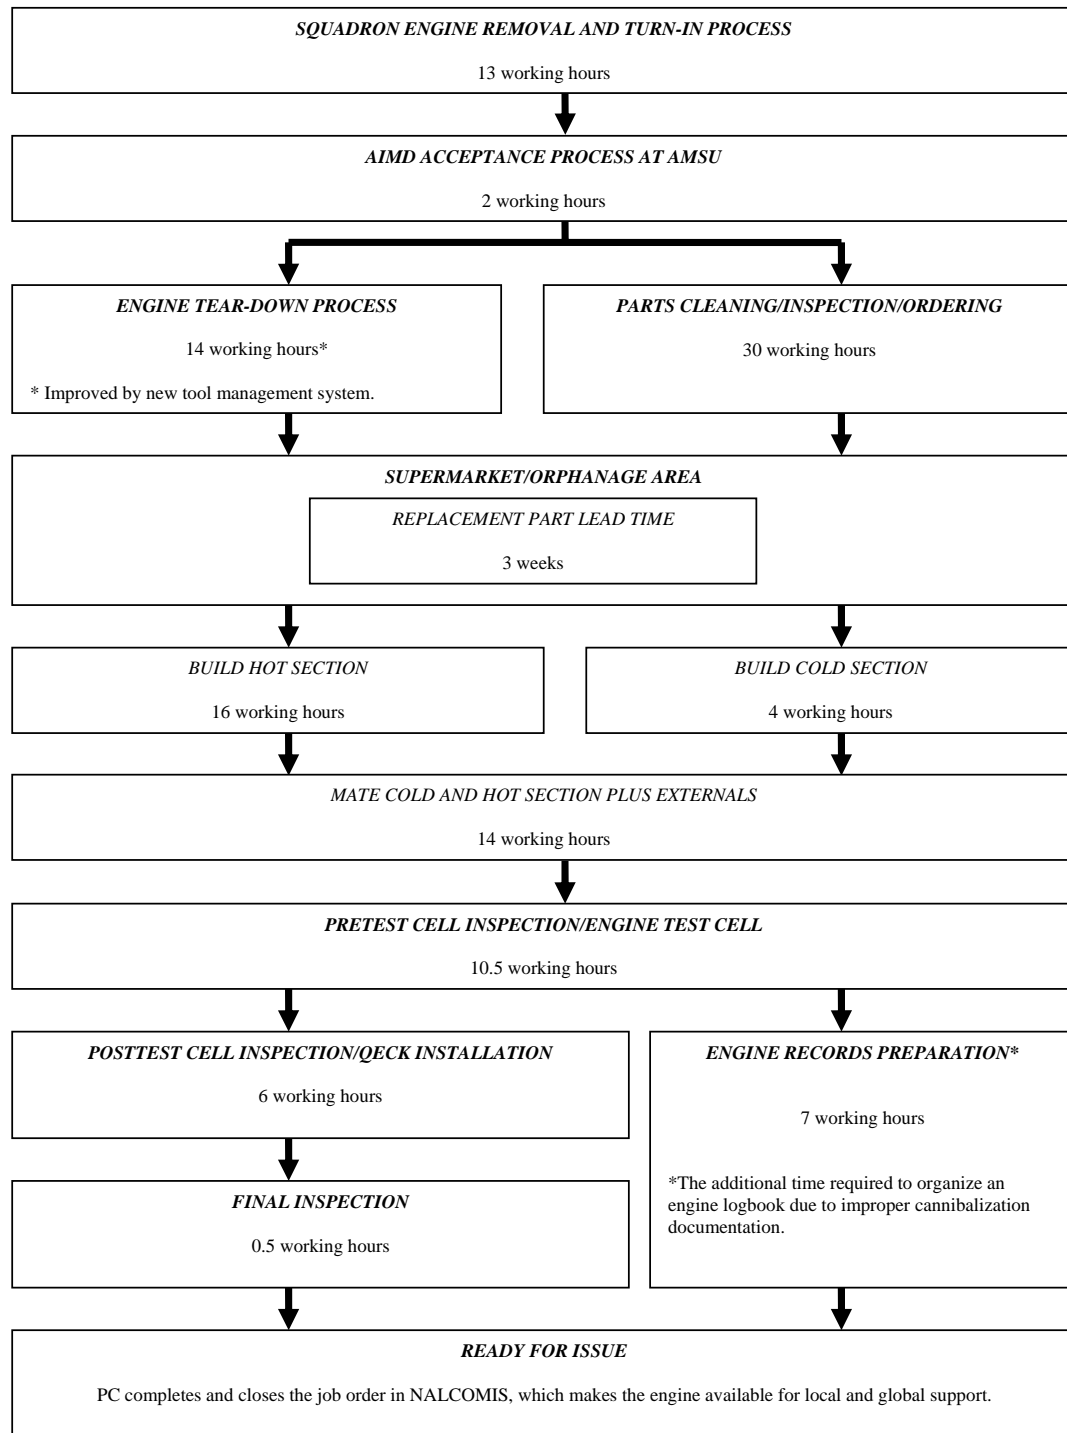 SQUADRON ENGINE REMOVAL AND TURN-IN PROCESS
13 working hours
AIMD ACCEPTANCE PROCESS AT AMSU
2 working hours
ENGINE TEAR-DOWN PROCESS
14 working hours*
* Improved by new tool management system.
PARTS CLEANING/INSPECTION/ORDERING
30 working hours
SUPERMARKET/ORPHANAGE AREA
REPLACEMENT PART LEAD TIME
3 weeks
BUILD HOT SECTION
16 working hours
BUILD COLD SECTION
4 working hours
MATE COLD AND HOT SECTION PLUS EXTERNALS
14 working hours
PRETEST CELL INSPECTION/ENGINE TEST CELL
10.5 working hours
POSTTEST CELL INSPECTION/QECK INSTALLATION
6 working hours
FINAL INSPECTION
0.5 working hours
ENGINE RECORDS PREPARATION*
7 working hours
*The additional time required to organize an
engine logbook due to improper cannibalization
documentation.
READY FOR ISSUE
PC completes and closes the job order in NALCOMIS, which makes the engine available for local and global support.